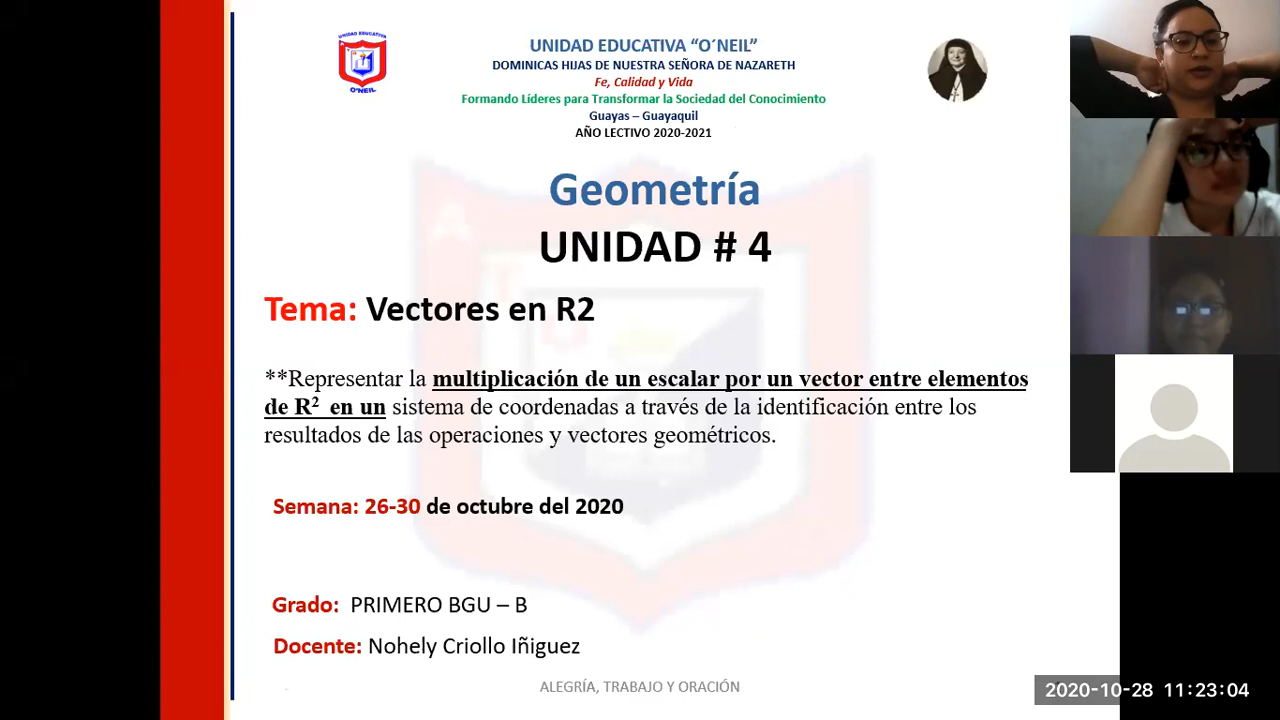 UNIDAD EDUCATIVA
O´NEIL
UNIDAD EDUCATIVA “O´NEIL”
DOMINICAS HIJAS DE NUESTRA SEÑORA DE NAZARETH
Fe, Calidad y Vida
Formando Líderes para Transformar la Sociedad del Conocimiento
Guayas – Guayaquil
AÑO LECTIVO 2020-2021
Geometría
UNIDAD # 4
Tema: Vectores en R2
**Representar la multiplicación de un escalar por un vector entre elementos
de R² en un sistema de coordenadas a través de la identificación entre los
resultados de las operaciones y vectores geométricos.
Semana: 26-30 de octubre del 2020
Grado: PRIMERO BGU – B
Docente: Nohely Criollo Iñiguez
ALEGRÍA, TRABAJO Y ORACIÓN
2020-10-28 11:23:04